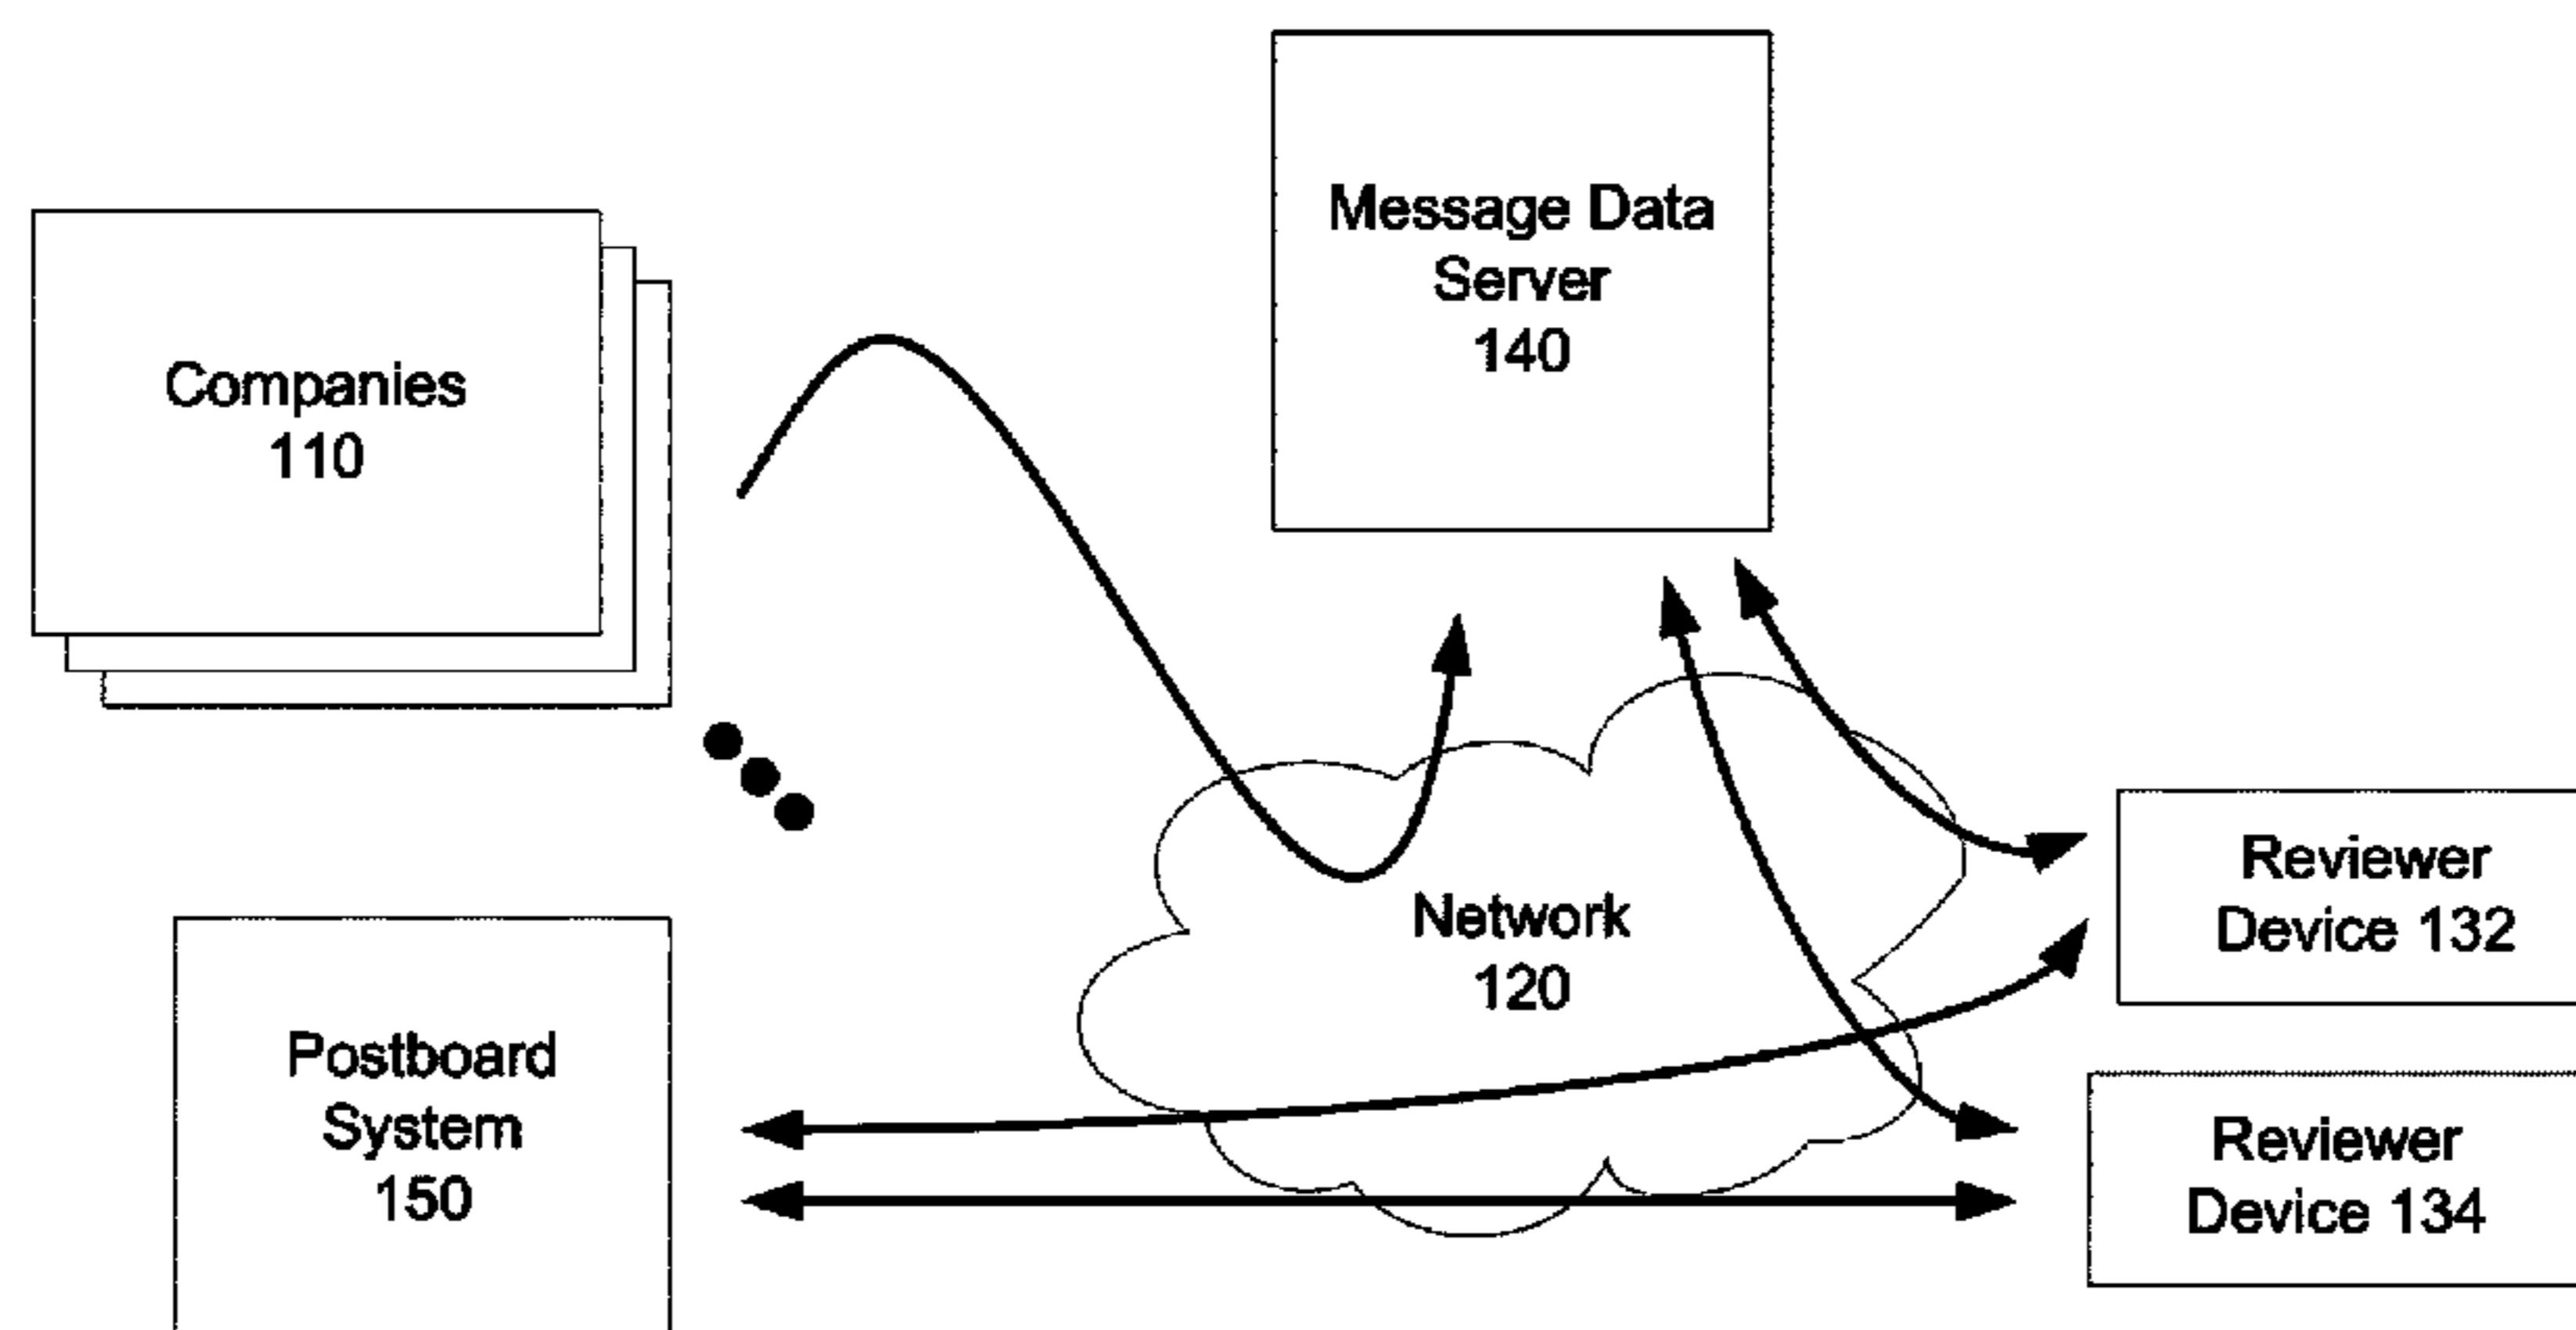 Message Data
Server
140
Companies
110
Reviewer
Device 132
Network
120
Postboard
System
150
Reviewer
Device 134